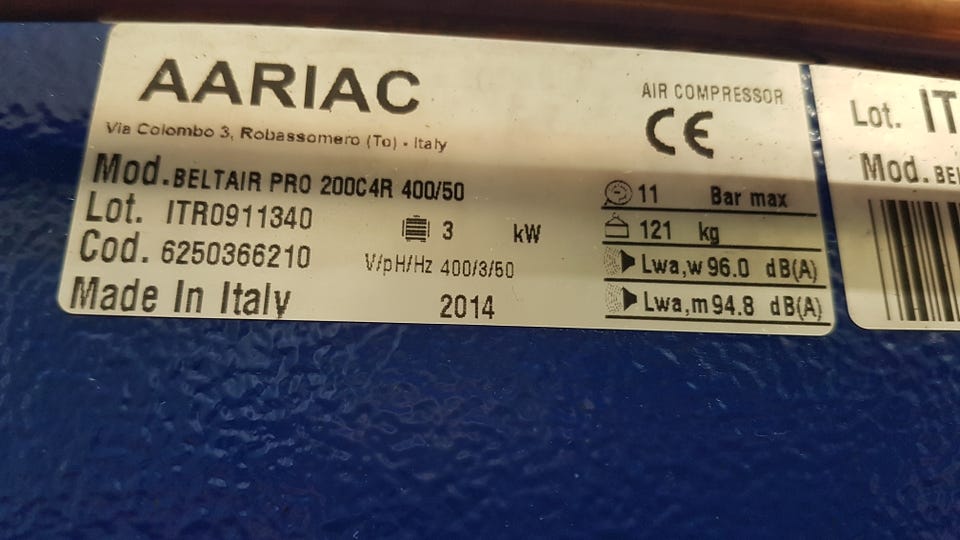 AARIAC
Via Colombo 3, Robassomero (To) - Italy
AIR COMPRESSOR
CE
Mod.BELTAIR PRO 200C4R 400/50
Lot. ITR0911340
Cod. 6250366210
Made In Italy
3 kW
V/pH/Hz 400/3/50
2014
11 Bar max
121 kg
Lwa,w 96.0 dB(A)
Lwa,m 94.8 dB(A)
Lot. IT
Mod.BEL